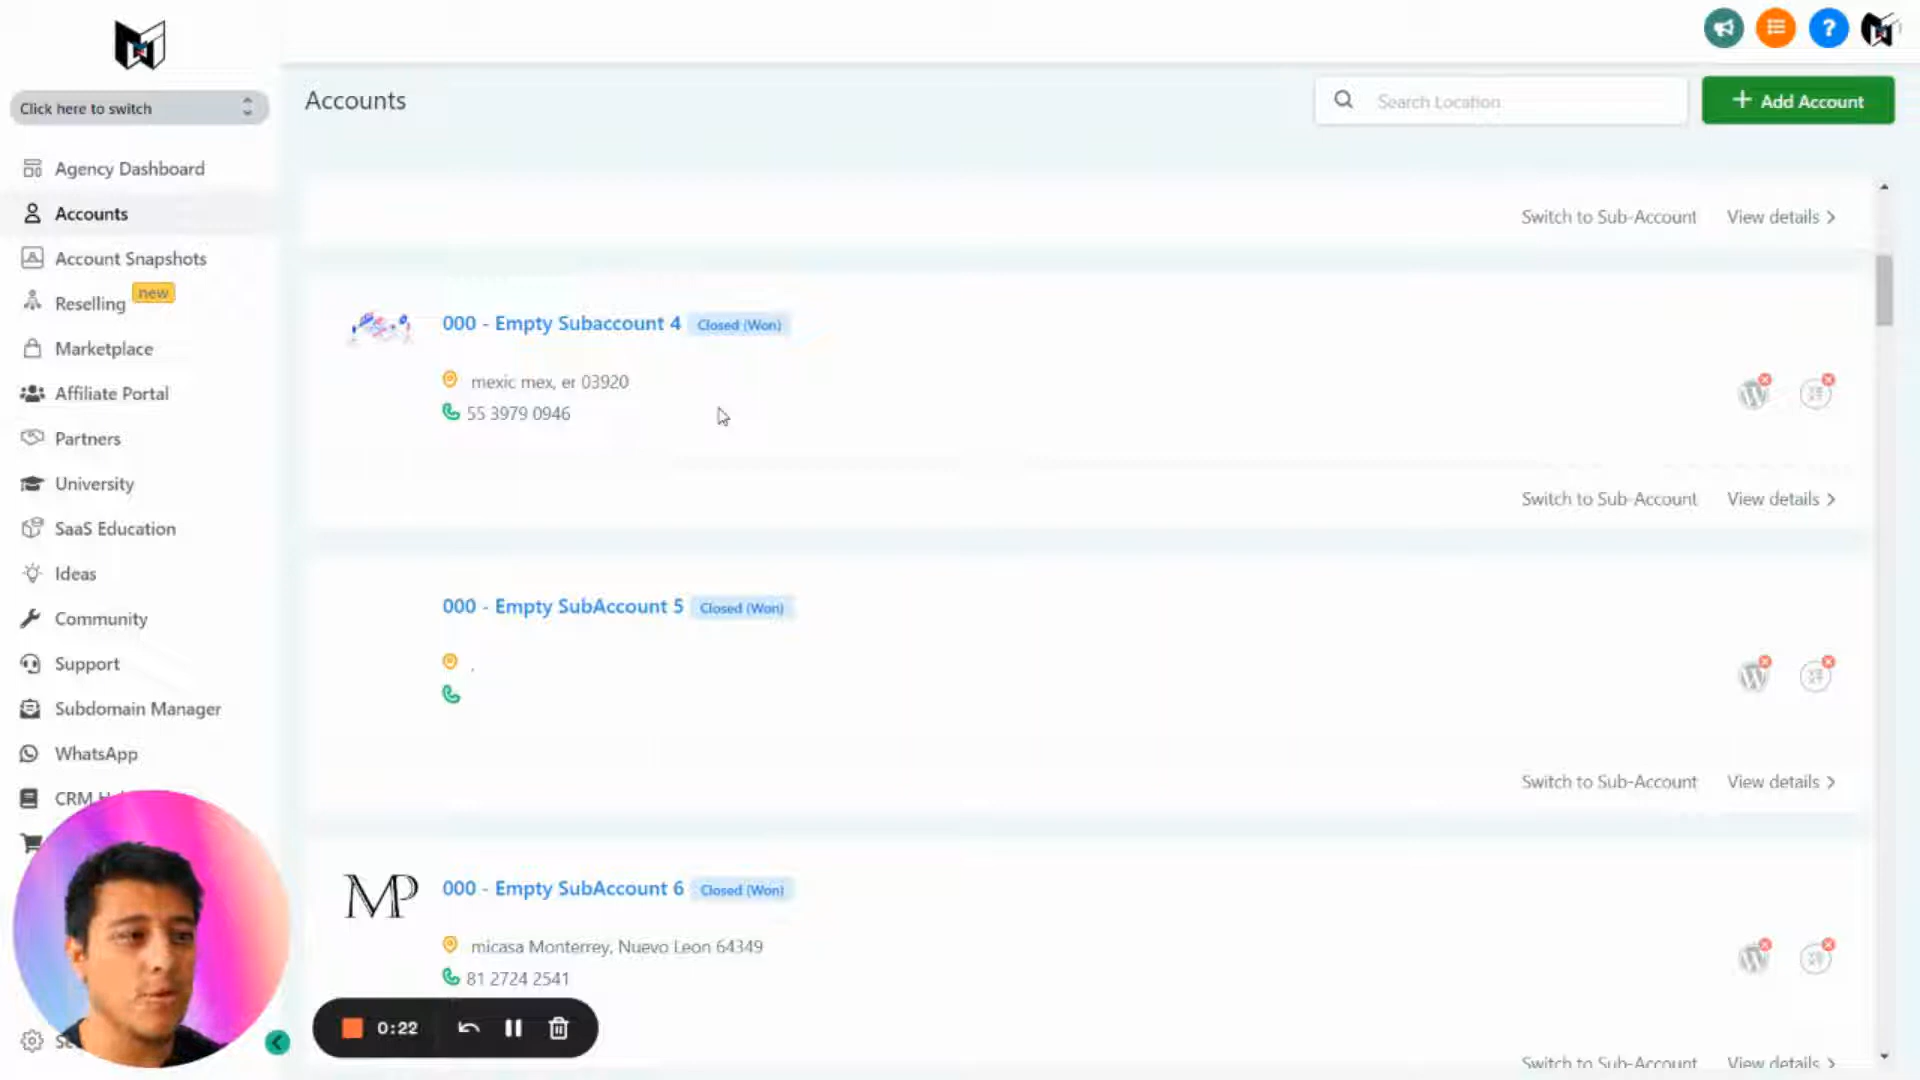 Click here to switch
Agency Dashboard
Accounts
Account Snapshots
Reselling new
Marketplace
Affiliate Portal
Partners
University
SaaS Education
Ideas
Community
Support
Subdomain Manager
WhatsApp
CRM
Accounts
Search Location
+ Add Account
?
Switch to Sub-Account View details >
000 - Empty Subaccount 4 Closed (Won)
mexic mex, er 03920
55 3979 0946
Switch to Sub-Account View details >
000 - Empty SubAccount 5 Closed (Won)
,
Switch to Sub-Account View details >
MP
000 - Empty SubAccount 6 Closed (Won)
micasa Monterrey, Nuevo Leon 64349
81 2724 2541
Switch to Sub-Account View details >
0:22